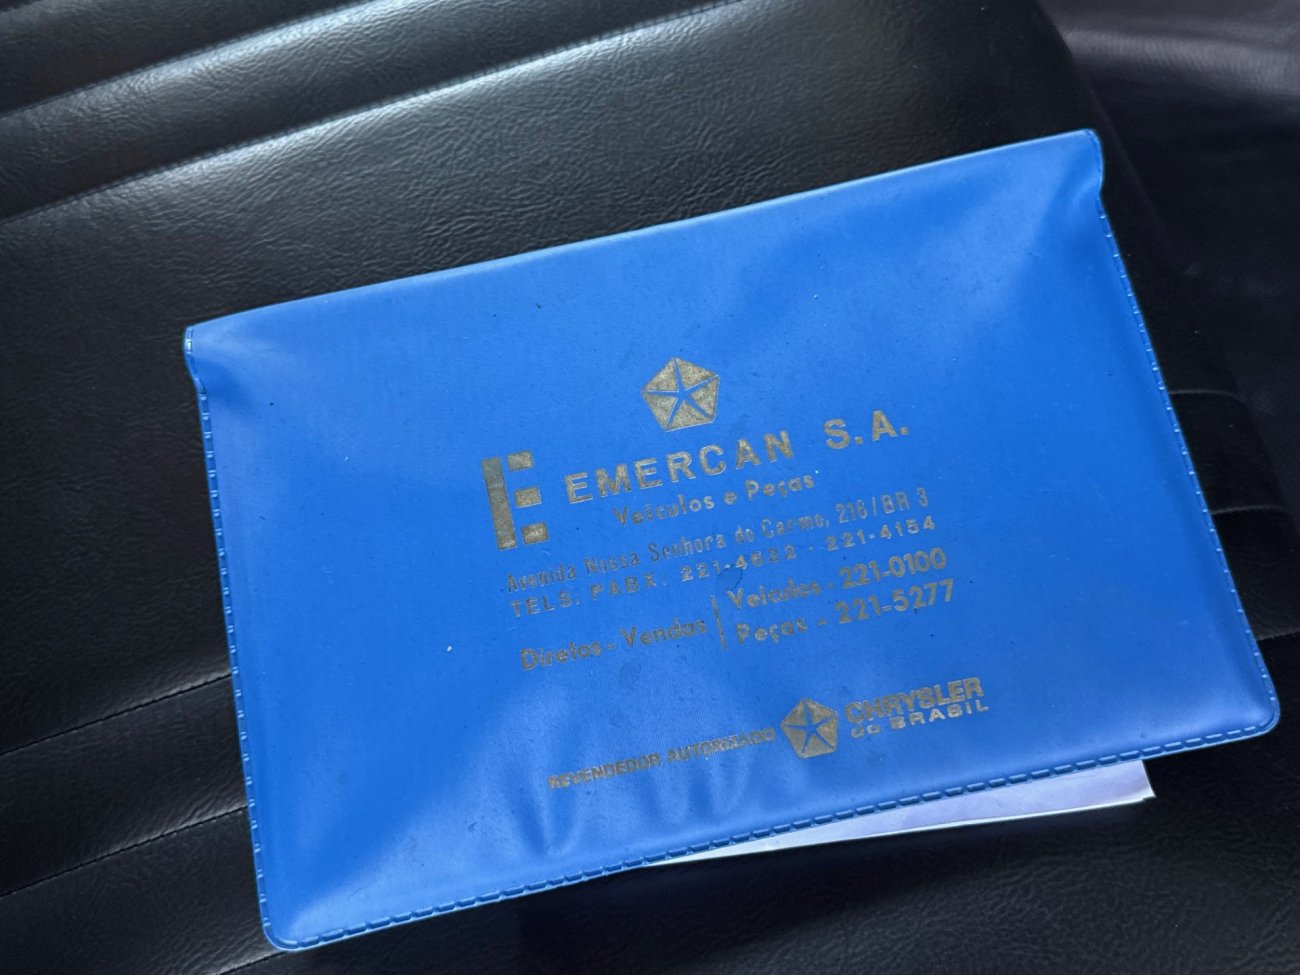 E EMERCAN S.A.
Veículos e Peças
Avenida Nossa Senhora do Carmo, 216/BR 3
TELS. PABX. 221-4622 - 221-4154
Diretos - Vendas
Veículos - 221-0100
Peças - 221-5277
REVENDEDOR AUTORIZADO
CHRYSLER
do BRASIL